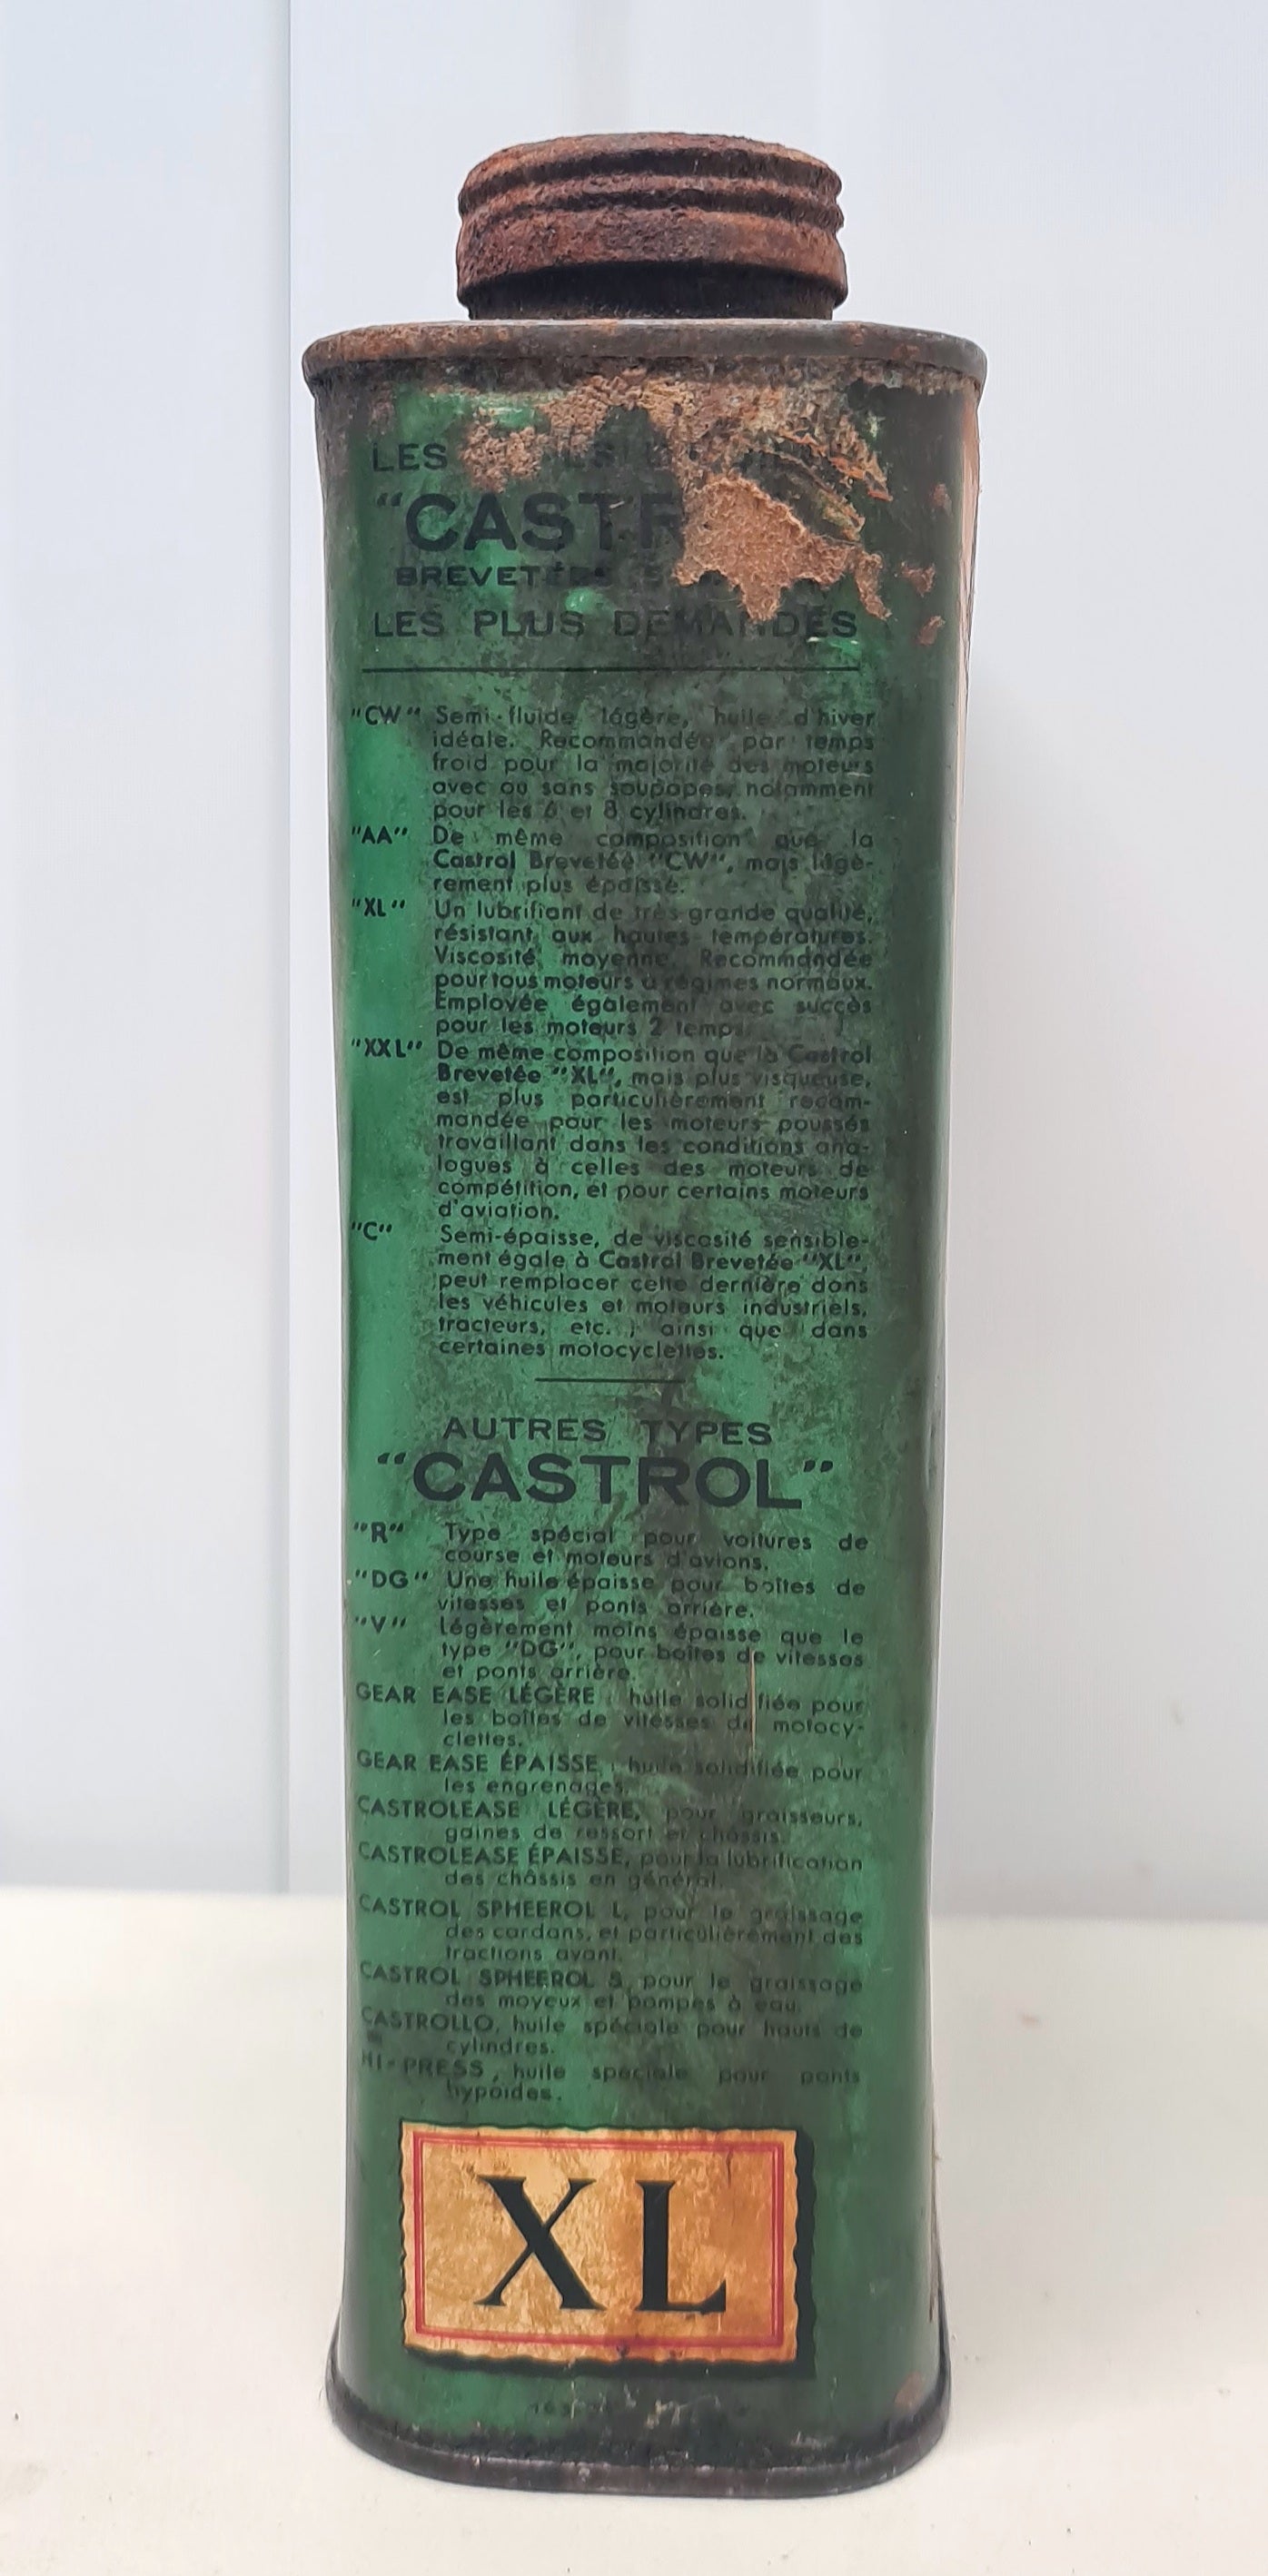 LES
"CASTR
BREVETÉES
LES PLUS DEMANDÉS
"CW" Semi-fluide légère, huile d'hiver
idéale. Recommandée par temps
froid pour la majorité des moteurs
avec ou sans soupapes, notamment
pour les 6 et 8 cylindres.
"AA" De même composition que la
Castrol Brevetée "CW", mais légè-
rement plus épaisse.
"XL" Un lubrifiant de très grande qualité,
résistant aux hautes températures.
Viscosité moyenne. Recommandée
pour tous moteurs à régimes normaux.
Employée également avec succès
pour les moteurs 2 temps.
"XXL" De même composition que la Castrol
Brevetée "XL", mais plus visqueuse,
est plus particulièrement recom-
mandée pour les moteurs poussés
travaillant dans les conditions ana-
logues à celles des moteurs de
compétition, et pour certains moteurs
d'aviation.
"C" Semi-épaisse, de viscosité sensible-
ment égale à Castrol Brevetée "XL",
peut remplacer cette dernière dans
les véhicules et moteurs industriels,
tracteurs, etc. ; ainsi que dans
certaines motocyclettes.
AUTRES TYPES
"CASTROL"
"R" Type spécial pour voitures de
course et moteurs d'avions.
"DG" Une huile épaisse pour boîtes de
vitesses et ponts arrière.
"V" Légèrement moins épaisse que le
type "DG", pour boîtes de vitesses
et ponts arrière.
GEAR EASE LÉGÈRE : huile solidifiée pour
les boîtes de vitesses de motocy-
clettes.
GEAR EASE ÉPAISSE : huile solidifiée pour
les engrenages.
CASTROLEASE LÉGÈRE, pour graisseurs,
gaines de ressort et châssis.
CASTROLEASE ÉPAISSE, pour la lubrification
des châssis en général.
CASTROL SPHEEROL L, pour le graissage
des cardans, et particulièrement des
tractions avant.
CASTROL SPHEEROL S, pour le graissage
des moyeux et pompes à eau.
CASTROLLO, huile spéciale pour hauts de
cylindres.
HI-PRESS, huile spéciale pour ponts
hypoïdes.
XL